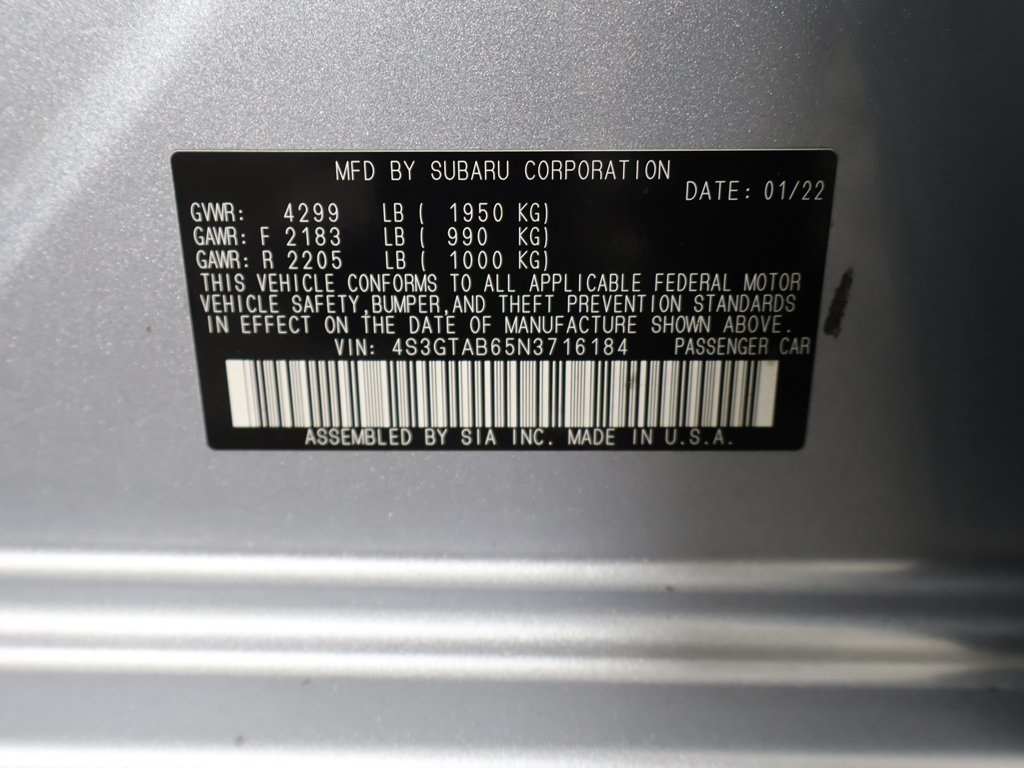 MFD BY SUBARU CORPORATION
DATE: 01/22
GVWR: 4299 LB ( 1950 KG)
GAWR: F 2183 LB ( 990 KG)
GAWR: R 2205 LB ( 1000 KG)
THIS VEHICLE CONFORMS TO ALL APPLICABLE FEDERAL MOTOR
VEHICLE SAFETY,BUMPER,AND THEFT PREVENTION STANDARDS
IN EFFECT ON THE DATE OF MANUFACTURE SHOWN ABOVE.
VIN: 4S3GTAB65N3716184 PASSENGER CAR
ASSEMBLED BY SIA INC. MADE IN U.S.A.